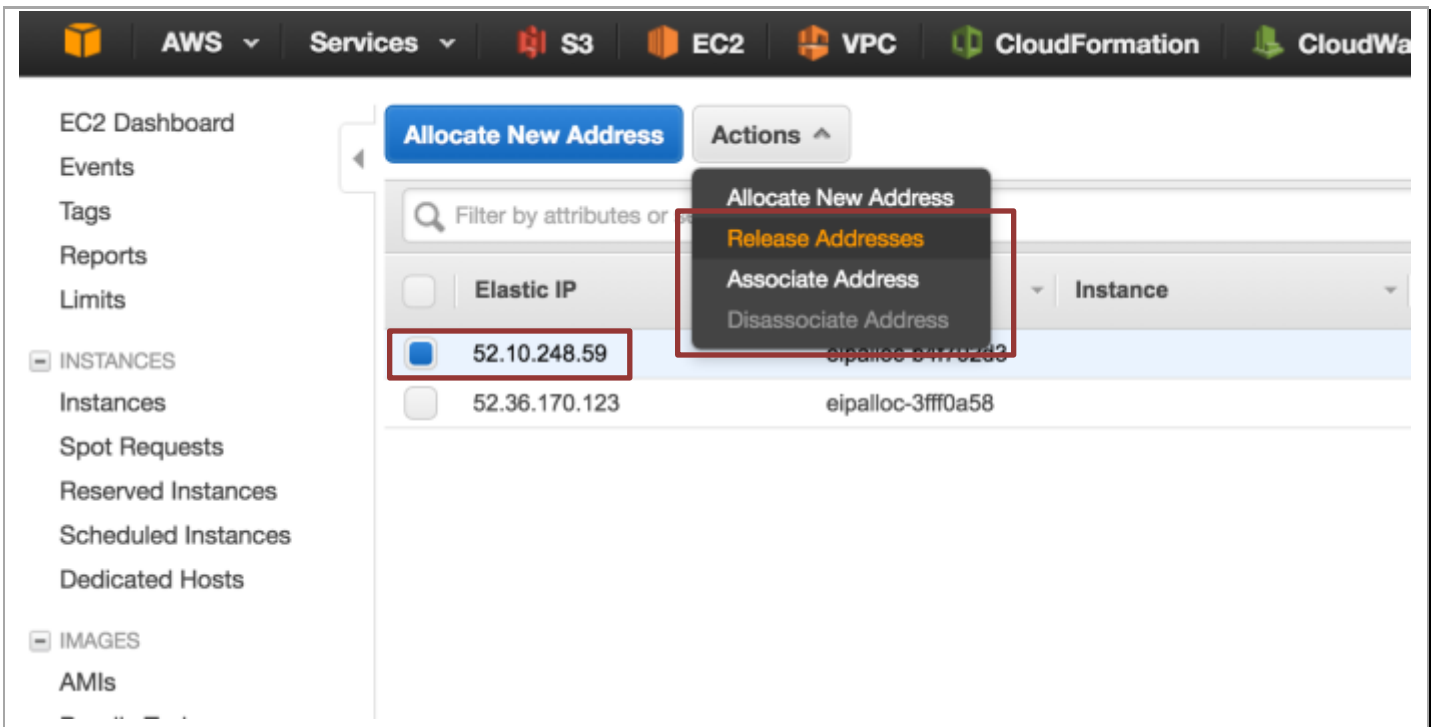 AWS Services S3 EC2 VPC CloudFormation CloudWa
EC2 Dashboard
Events
Tags
Reports
Limits
INSTANCES
Instances
Spot Requests
Reserved Instances
Scheduled Instances
Dedicated Hosts
IMAGES
AMIs
Allocate New Address Actions
Allocate New Address
Release Addresses
Associate Address
Disassociate Address
Filter by attributes or
Elastic IP Instance
52.10.248.59
52.36.170.123 eipalloc-3fff0a58